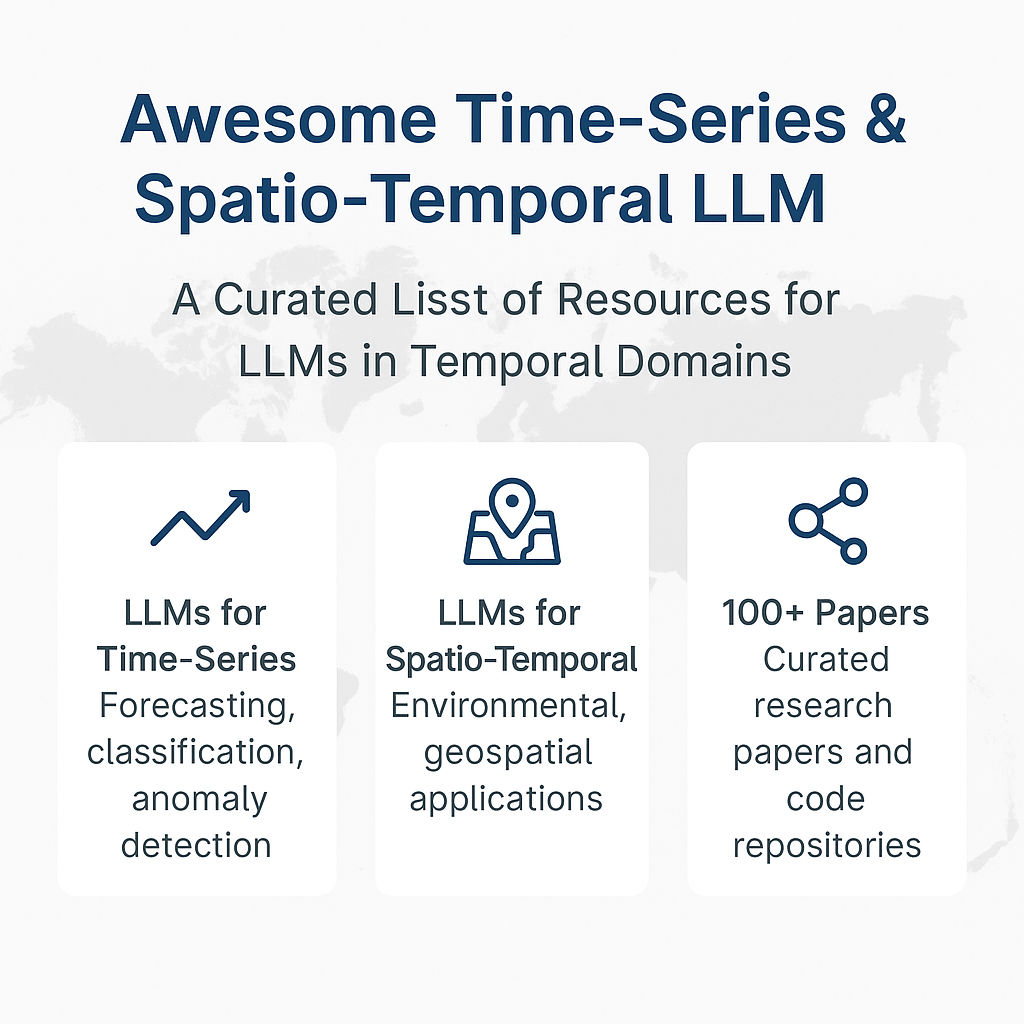 Awesome Time-Series &
Spatio-Temporal LLM
A Curated Lisst of Resources for
LLMs in Temporal Domains
LLMs for
Time-Series
Forecasting,
classification,
anomaly
detection
LLMs for
Spatio-Temporal
Environmental,
geospatial
applications
100+ Papers
Curated
research
papers and
code
repositories